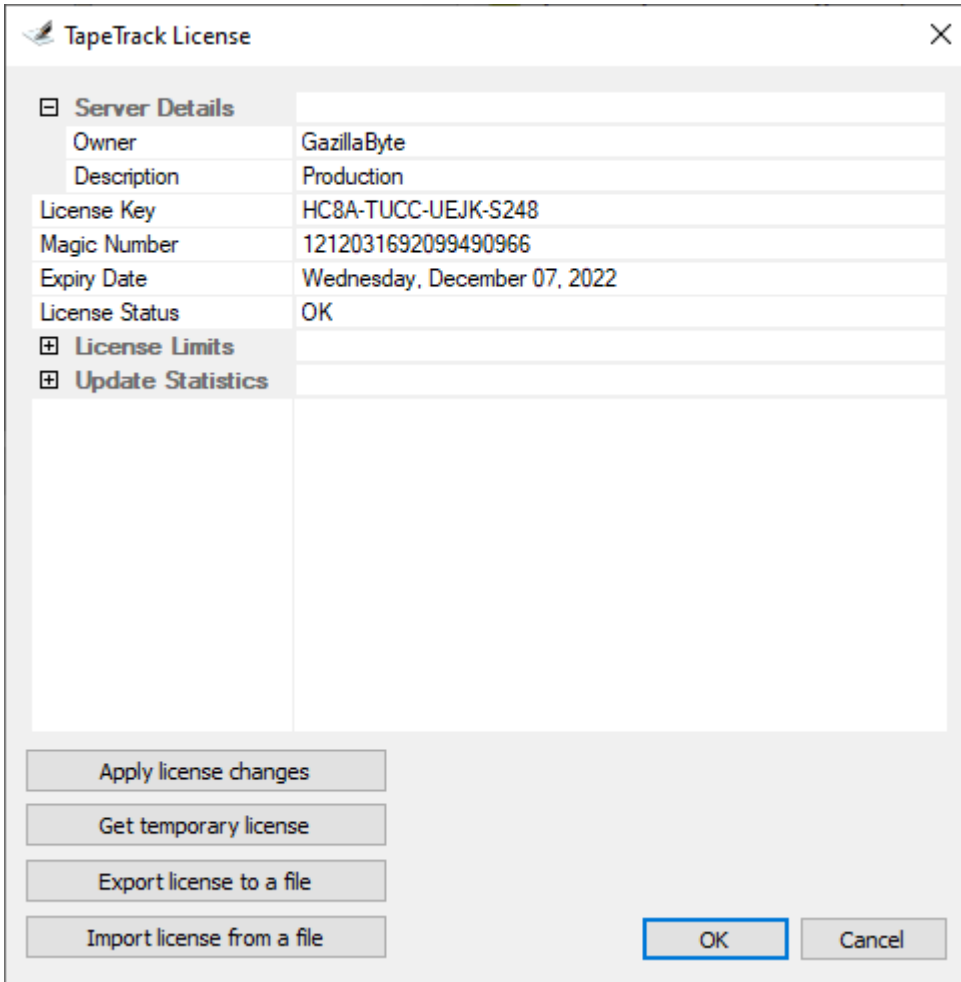 TapeTrack License
Server Details
Owner GazillaByte
Description Production
License Key HC8A-TUCC-UEJK-S248
Magic Number 1212031692099490966
Expiry Date Wednesday, December 07, 2022
License Status OK
License Limits
Update Statistics
Apply license changes
Get temporary license
Export license to a file
Import license from a file
OK Cancel